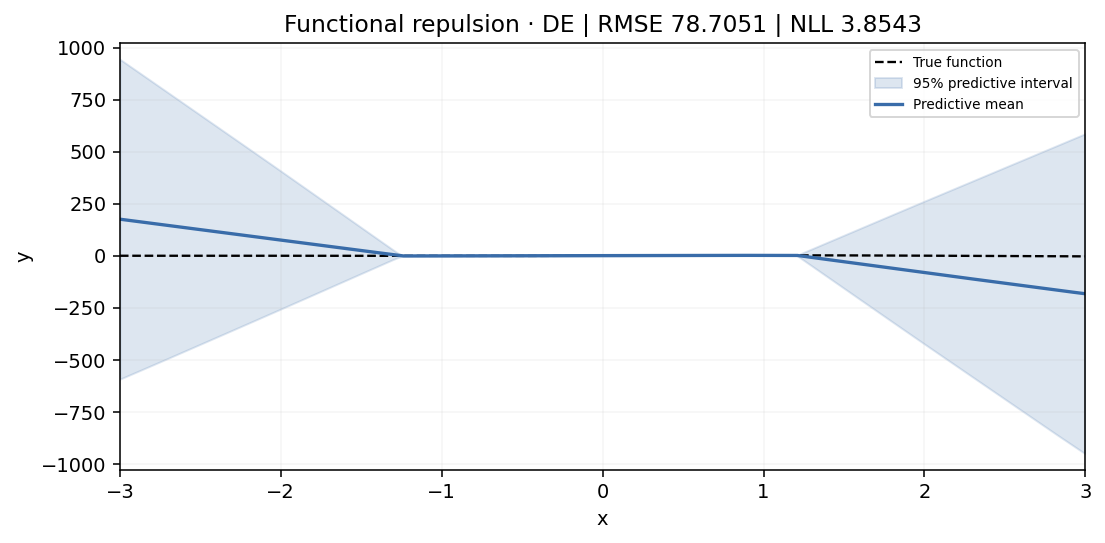 Functional repulsion · DE | RMSE 78.7051 | NLL 3.8543
True function
95% predictive interval
Predictive mean
1000
750
500
250
0
−250
−500
−750
−1000
y
−3
−2
−1
0
1
2
3
x